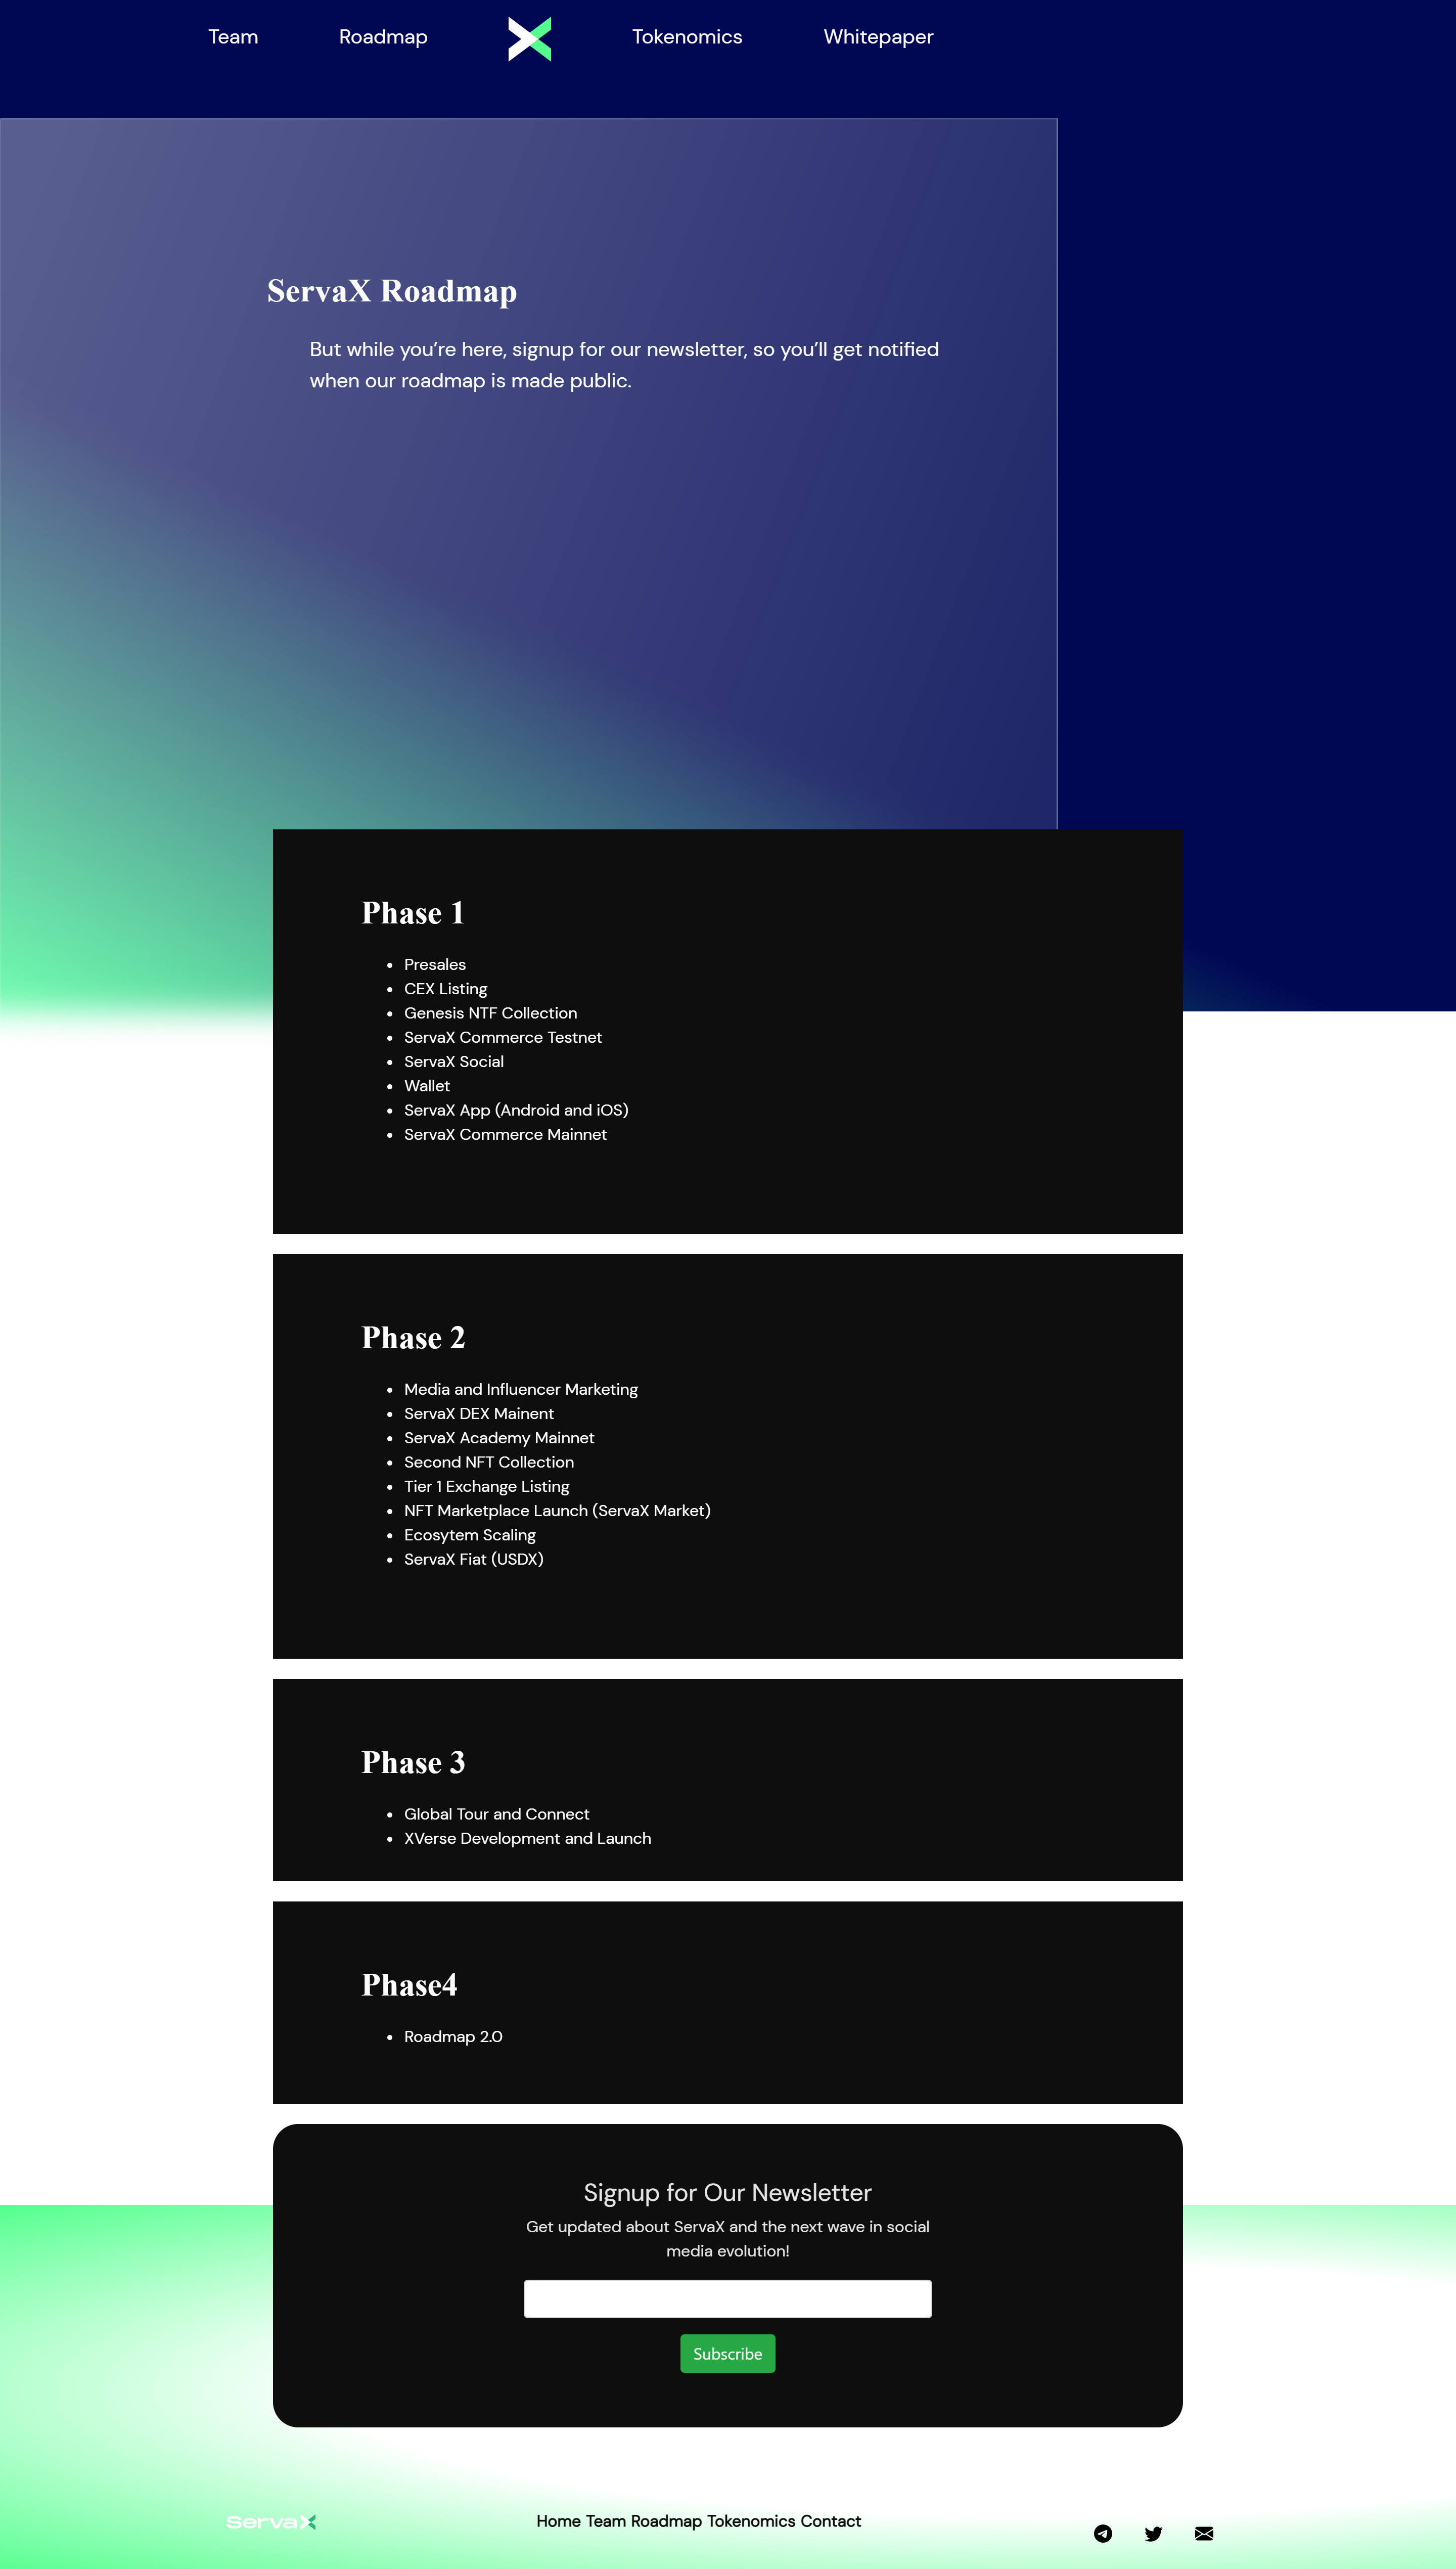 Team Roadmap Tokenomics Whitepaper
ServaX Roadmap
But while you’re here, signup for our newsletter, so you’ll get notified
when our roadmap is made public.
Phase 1
• Presales
• CEX Listing
• Genesis NTF Collection
• ServaX Commerce Testnet
• ServaX Social
• Wallet
• ServaX App (Android and iOS)
• ServaX Commerce Mainnet
Phase 2
• Media and Influencer Marketing
• ServaX DEX Mainent
• ServaX Academy Mainnet
• Second NFT Collection
• Tier 1 Exchange Listing
• NFT Marketplace Launch (ServaX Market)
• Ecosytem Scaling
• ServaX Fiat (USDX)
Phase 3
• Global Tour and Connect
• XVerse Development and Launch
Phase4
• Roadmap 2.0
Signup for Our Newsletter
Get updated about ServaX and the next wave in social
media evolution!
Subscribe
ServaX Home Team Roadmap Tokenomics Contact